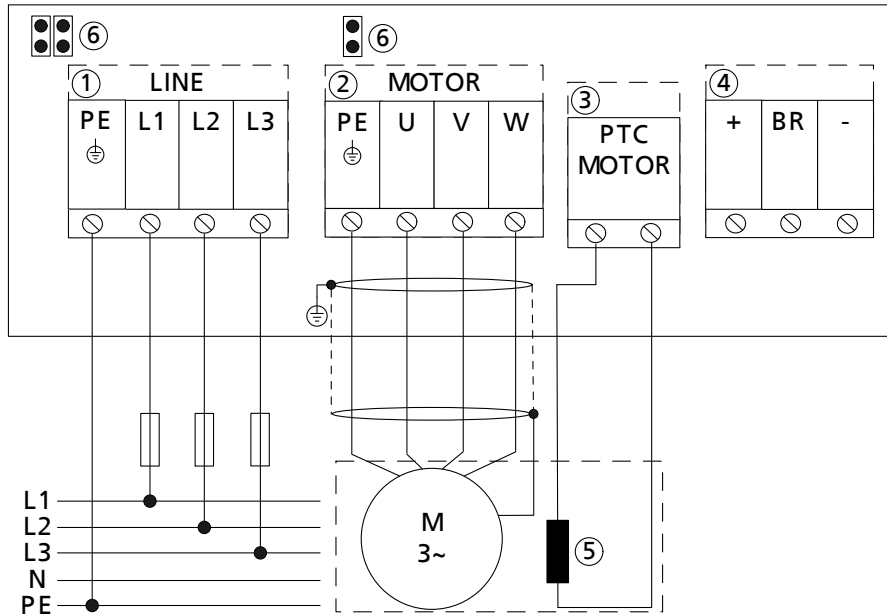 ⑥ ⑥
① LINE ② MOTOR ③ ④
PE L1 L2 L3 PE U V W PTC MOTOR + BR -
L1
L2
L3
N
PE
M
3~
⑤